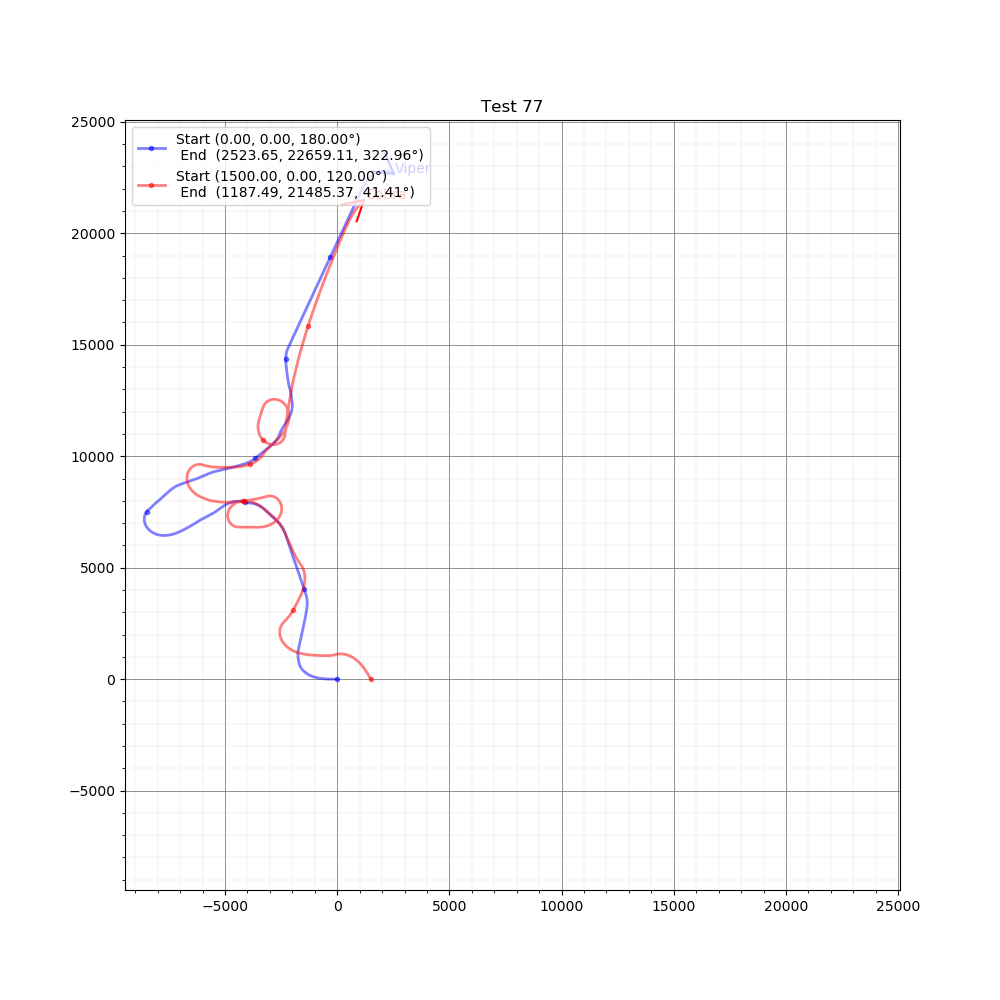 Test 77
Start (0.00, 0.00, 180.00°)
End (2523.65, 22659.11, 322.96°)
Start (1500.00, 0.00, 120.00°)
End (1187.49, 21485.37, 41.41°)
Viper
25000
20000
15000
10000
5000
0
−5000
−5000
0
5000
10000
15000
20000
25000